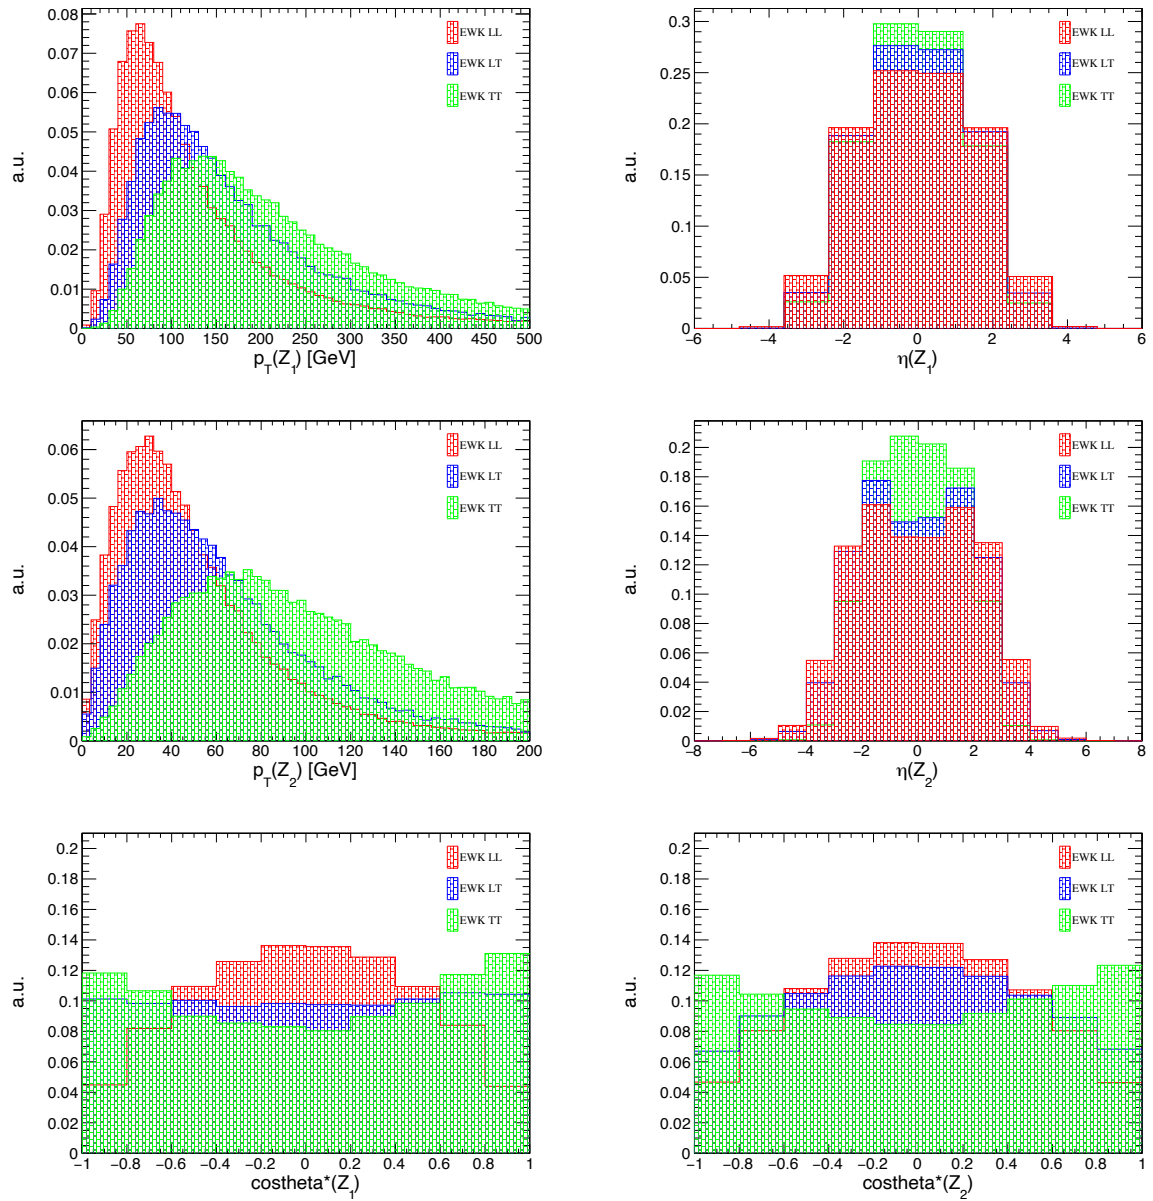 a.u.
0.08
0.07
0.06
0.05
0.04
0.03
0.02
0.01
0
EWK LL
EWK LT
EWK TT
0 50 100 150 200 250 300 350 400 450 500
p_T(Z_1) [GeV]
a.u.
0.3
0.25
0.2
0.15
0.1
0.05
0
EWK LL
EWK LT
EWK TT
−6 −4 −2 0 2 4 6
η(Z_1)
a.u.
0.06
0.05
0.04
0.03
0.02
0.01
0
EWK LL
EWK LT
EWK TT
0 20 40 60 80 100 120 140 160 180 200
p_T(Z_2) [GeV]
a.u.
0.2
0.18
0.16
0.14
0.12
0.1
0.08
0.06
0.04
0.02
0
EWK LL
EWK LT
EWK TT
−8 −6 −4 −2 0 2 4 6 8
η(Z_2)
a.u.
0.2
0.18
0.16
0.14
0.12
0.1
0.08
0.06
0.04
0.02
0
EWK LL
EWK LT
EWK TT
−1 −0.8 −0.6 −0.4 −0.2 0 0.2 0.4 0.6 0.8 1
costheta*(Z_1)
a.u.
0.2
0.18
0.16
0.14
0.12
0.1
0.08
0.06
0.04
0.02
0
EWK LL
EWK LT
EWK TT
−1 −0.8 −0.6 −0.4 −0.2 0 0.2 0.4 0.6 0.8 1
costheta*(Z_2)